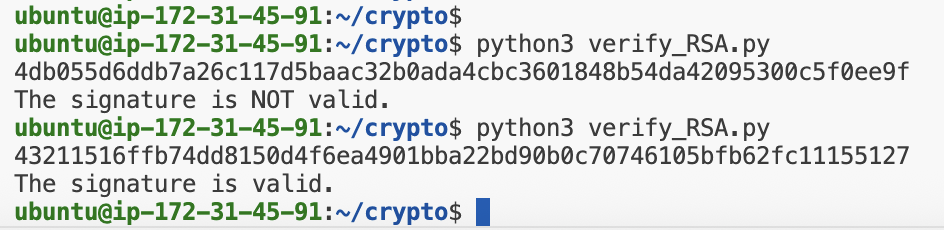 ubuntu@ip-172-31-45-91:~/crypto$
ubuntu@ip-172-31-45-91:~/crypto$ python3 verify_RSA.py
4db055d6ddb7a26c117d5baac32b0ada4cbc3601848b54da42095300c5f0ee9f
The signature is NOT valid.
ubuntu@ip-172-31-45-91:~/crypto$ python3 verify_RSA.py
43211516ffb74dd8150d4f6ea4901bba22bd90b0c70746105bfb62fc11155127
The signature is valid.
ubuntu@ip-172-31-45-91:~/crypto$